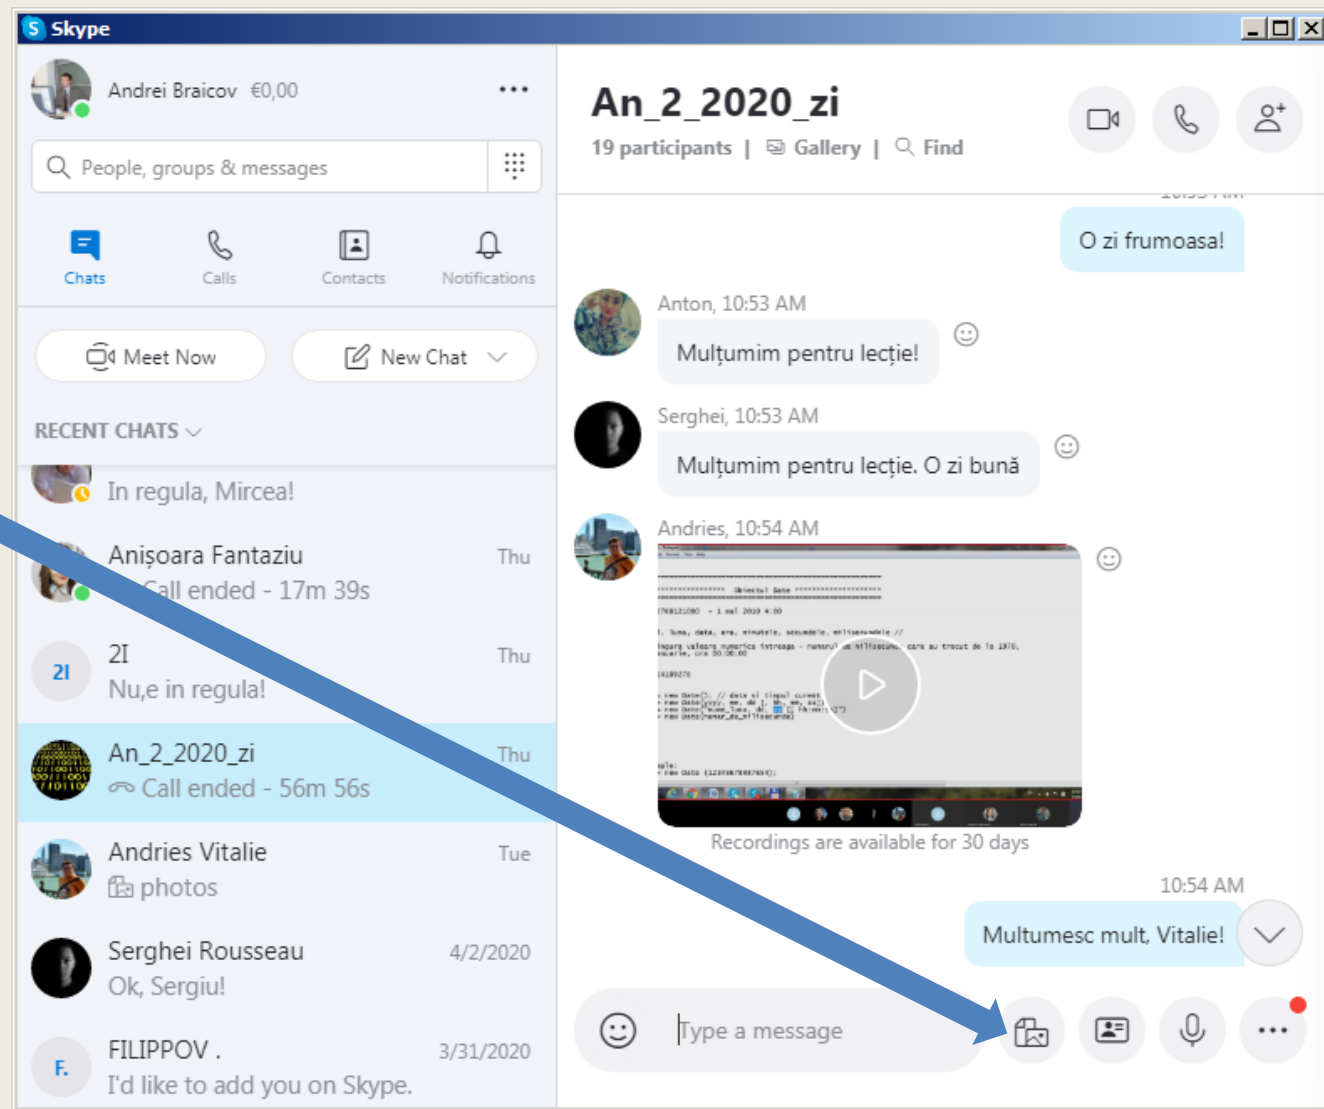 Skype
Andrei Braicov €0,00
People, groups & messages
Chats
Calls
Contacts
Notifications
Meet Now
New Chat
RECENT CHATS
In regula, Mircea!
Anișoara Fantaziu
Thu
Call ended - 17m 39s
2I
2I
Thu
Nu,e in regula!
An_2_2020_zi
Thu
Call ended - 56m 56s
Andries Vitalie
Tue
photos
Serghei Rousseau
4/2/2020
Ok, Sergiu!
F.
FILIPPOV .
3/31/2020
I'd like to add you on Skype.
An_2_2020_zi
19 participants | Gallery | Find
O zi frumoasa!
Anton, 10:53 AM
Mulțumim pentru lecție!
Serghei, 10:53 AM
Mulțumim pentru lecție. O zi bună
Andries, 10:54 AM
Obiectul Date
Recordings are available for 30 days
10:54 AM
Multumesc mult, Vitalie!
Type a message